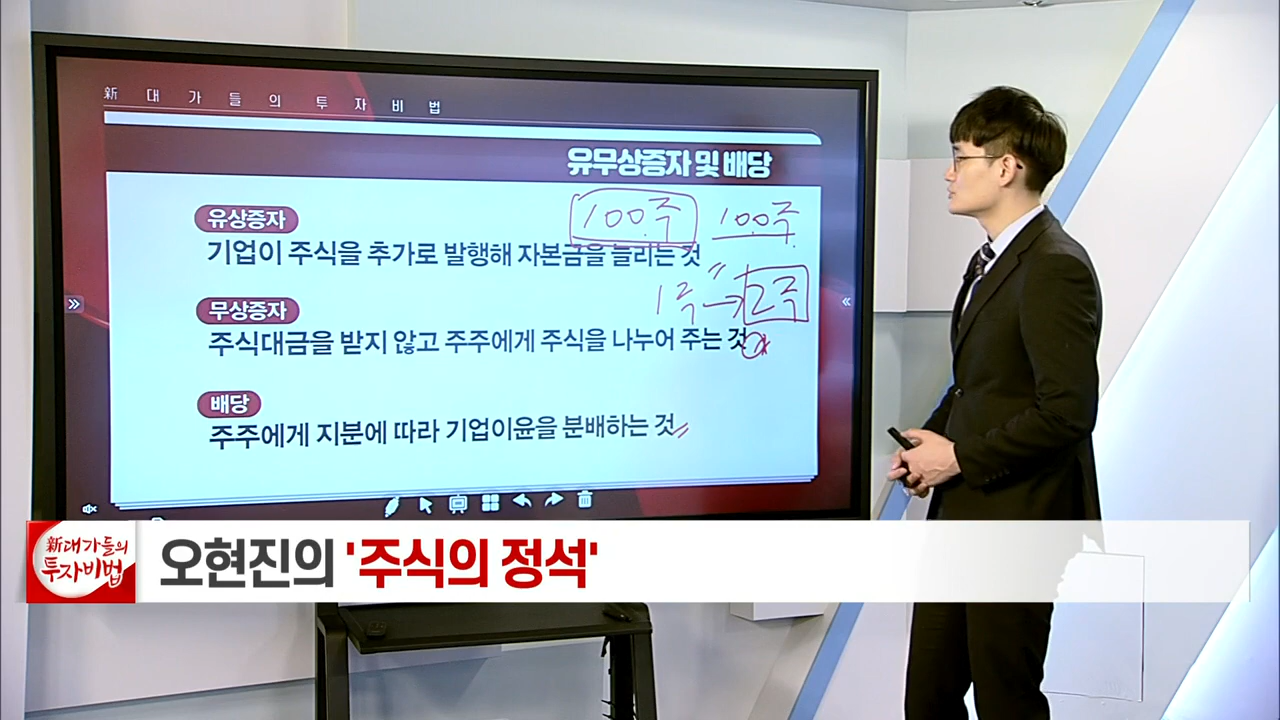 新대가들의 투자비법
유무상증자 및 배당
유상증자
100주 100주
기업이 주식을 추가로 발행해 자본금을 늘리는 것
1주 → 2주
무상증자
주식대금을 받지 않고 주주에게 주식을 나누어 주는 것
배당
주주에게 지분에 따라 기업이윤을 분배하는 것
新대가들의
투자비법
오현진의 '주식의 정석'